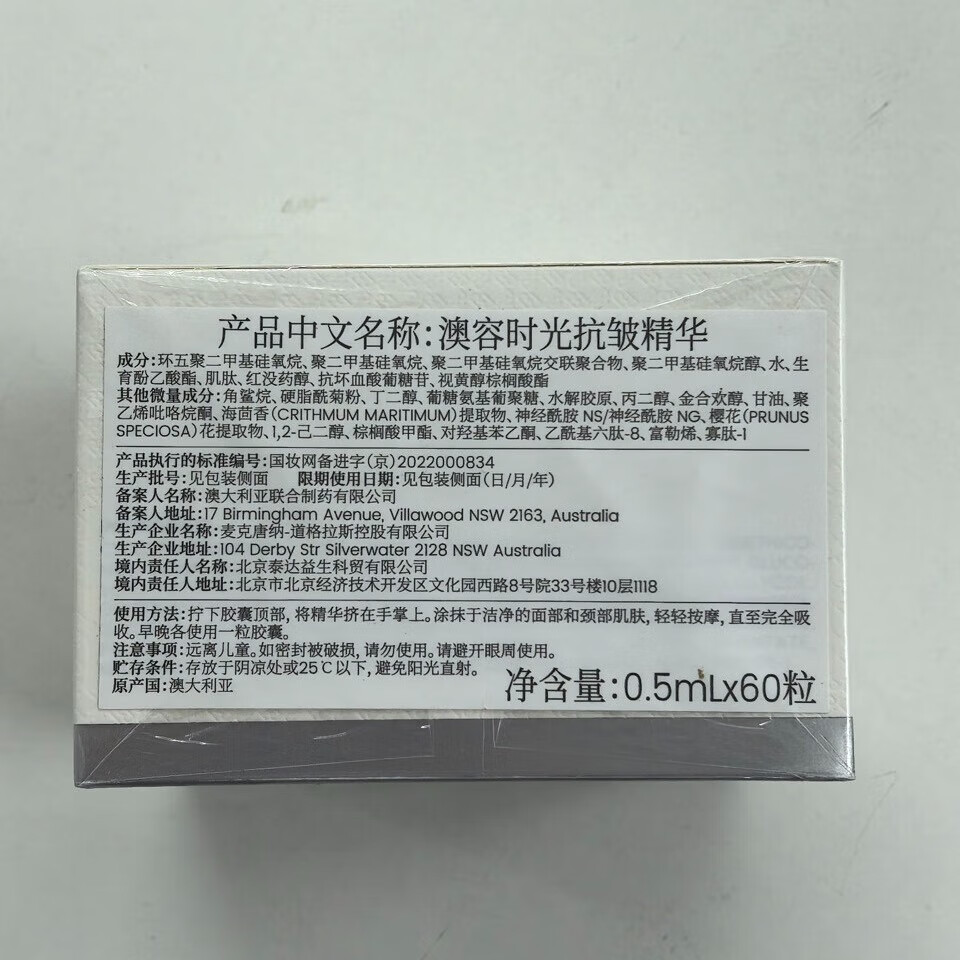 产品中文名称:澳容时光抗皱精华
成分:环五聚二甲基硅氧烷、聚二甲基硅氧烷、聚二甲基硅氧烷交联聚合物、聚二甲基硅氧烷醇、水、生
育酚乙酸酯、肌肽、红没药醇、抗坏血酸葡糖苷、视黄醇棕榈酸酯
其他微量成分:角鲨烷、硬脂酰菊粉、丁二醇、葡糖氨基葡聚糖、水解胶原、丙二醇、金合欢醇、甘油、聚
乙烯吡咯烷酮、海茴香(CRITHMUM MARITIMUM)提取物、神经酰胺 NS/神经酰胺 NG、樱花(PRUNUS
SPECIOSA)花提取物、1,2-己二醇、棕榈酸甲酯、对羟基苯乙酮、乙酰基六肽-8、富勒烯、寡肽-1
产品执行的标准编号:国妆网备进字(京)2022000834
生产批号:见包装侧面 限期使用日期:见包装侧面(日/月/年)
备案人名称:澳大利亚联合制药有限公司
备案人地址:17 Birmingham Avenue, Villawood NSW 2163, Australia
生产企业名称:麦克唐纳-道格拉斯控股有限公司
生产企业地址:104 Derby Str Silverwater 2128 NSW Australia
境内责任人名称:北京泰达益生科贸有限公司
境内责任人地址:北京市北京经济技术开发区文化园西路8号院33号楼10层1118
使用方法:拧下胶囊顶部,将精华挤在手掌上。涂抹于洁净的面部和颈部肌肤,轻轻按摩,直至完全吸
收。早晚各使用一粒胶囊。
注意事项:远离儿童。如密封被破损,请勿使用。请避开眼周使用。
贮存条件:存放于阴凉处或25℃以下,避免阳光直射。
原产国:澳大利亚
净含量:0.5mLx60粒